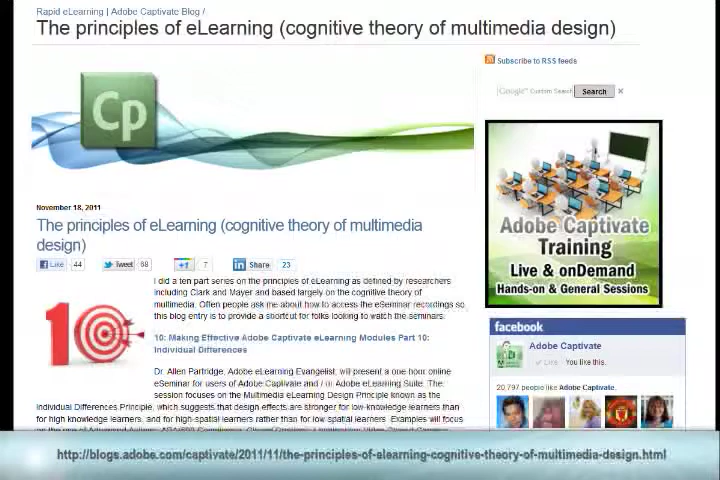 Rapid eLearning | Adobe Captivate Blog /
The principles of eLearning (cognitive theory of multimedia design)
Subscribe to RSS feeds
Google™ Custom Search
Search
Cp
November 18, 2011
The principles of eLearning (cognitive theory of multimedia
design)
Like 44 Tweet 68 +1 7 Share 23
I did a ten part series on the principles of eLearning as defined by researchers
including Clark and Mayer and based largely on the cognitive theory of
multimedia. Often people ask me about how to access the eSeminar recordings so,
this blog entry is to provide a shortcut for folks looking to watch the seminars.
10
10: Making Effective Adobe Captivate eLearning Modules Part 10:
Individual Differences
Dr. Allen Partridge, Adobe eLearning Evangelist, will present a one hour online
eSeminar for users of Adobe Captivate and / or Adobe eLearning Suite. The
session focuses on the Multimedia eLearning Design Principle known as the
Individual Differences Principle, which suggests that design effects are stronger for low-knowledge learners than
for high knowledge learners, and for high-spatial learners rather than for low spatial learners. Examples will focus
Adobe Captivate
Training
Live & onDemand
Hands-on & General Sessions
facebook
Adobe Captivate
Like You like this.
20,797 people like Adobe Captivate.
http://blogs.adobe.com/captivate/2011/11/the-principles-of-elearning-cognitive-theory-of-multimedia-design.html